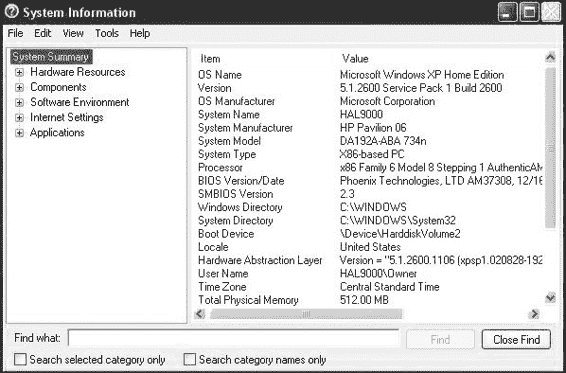 System Information
File Edit View Tools Help
System Summary
Hardware Resources
Components
Software Environment
Internet Settings
Applications
Item Value
OS Name Microsoft Windows XP Home Edition
Version 5.1.2600 Service Pack 1 Build 2600
OS Manufacturer Microsoft Corporation
System Name HAL9000
System Manufacturer HP Pavilion 06
System Model DA192A-ABA 734n
System Type X86-based PC
Processor x86 Family 6 Model 8 Stepping 1 AuthenticAM
BIOS Version/Date Phoenix Technologies, LTD AM37308, 12/16
SMBIOS Version 2.3
Windows Directory C:\WINDOWS
System Directory C:\WINDOWS\System32
Boot Device \Device\HarddiskVolume2
Locale United States
Hardware Abstraction Layer Version = "5.1.2600.1106 (xpsp1.020828-192
User Name HAL9000\Owner
Time Zone Central Standard Time
Total Physical Memory 512.00 MB
Find what: Find Close Find
Search selected category only Search category names only